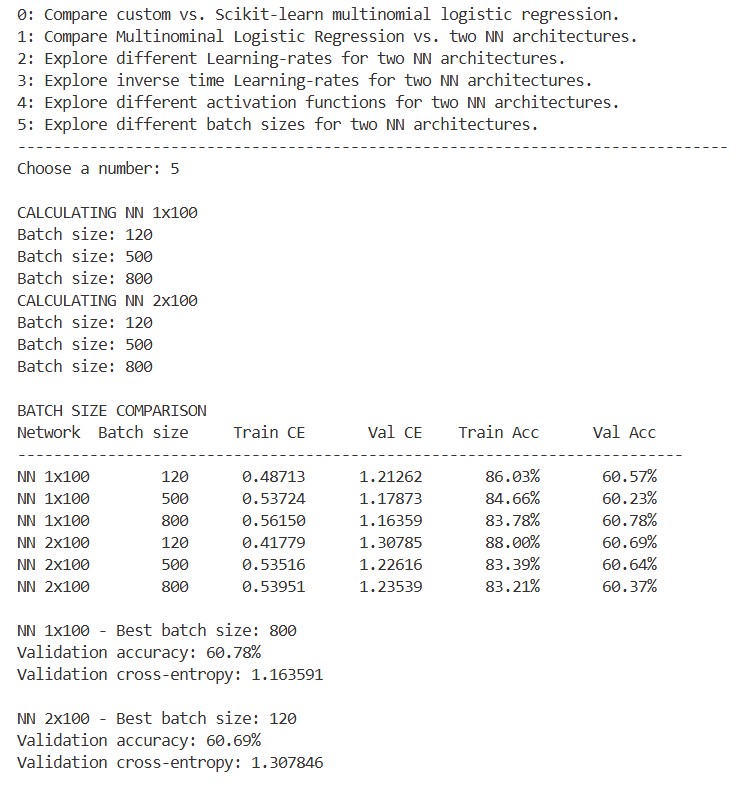 0: Compare custom vs. Scikit-learn multinomial logistic regression.
1: Compare Multinominal Logistic Regression vs. two NN architectures.
2: Explore different Learning-rates for two NN architectures.
3: Explore inverse time Learning-rates for two NN architectures.
4: Explore different activation functions for two NN architectures.
5: Explore different batch sizes for two NN architectures.
-------------------------------------------------------------------------------
Choose a number: 5

CALCULATING NN 1x100
Batch size: 120
Batch size: 500
Batch size: 800
CALCULATING NN 2x100
Batch size: 120
Batch size: 500
Batch size: 800

BATCH SIZE COMPARISON
Network  Batch size     Train CE       Val CE    Train Acc      Val Acc
--------------------------------------------------------------------------
NN 1x100        120      0.48713      1.21262       86.03%       60.57%
NN 1x100        500      0.53724      1.17873       84.66%       60.23%
NN 1x100        800      0.56150      1.16359       83.78%       60.78%
NN 2x100        120      0.41779      1.30785       88.00%       60.69%
NN 2x100        500      0.53516      1.22616       83.39%       60.64%
NN 2x100        800      0.53951      1.23539       83.21%       60.37%

NN 1x100 - Best batch size: 800
Validation accuracy: 60.78%
Validation cross-entropy: 1.163591

NN 2x100 - Best batch size: 120
Validation accuracy: 60.69%
Validation cross-entropy: 1.307846